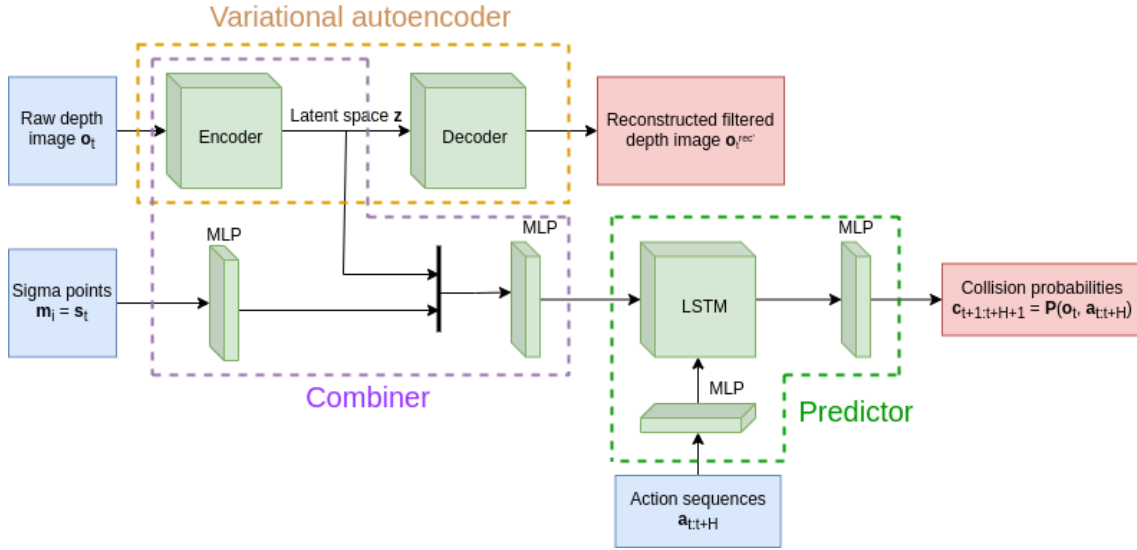 Variational autoencoder
Raw depth
image o_t
Encoder
Latent space z
Decoder
Reconstructed filtered
depth image o_t^rec'
MLP
MLP
MLP
Sigma points
m_i = s_t
LSTM
Collision probabilities
c_t+1:t+H+1 = P(o_t, a_t:t+H)
Combiner
MLP
Predictor
Action sequences
a_t:t+H